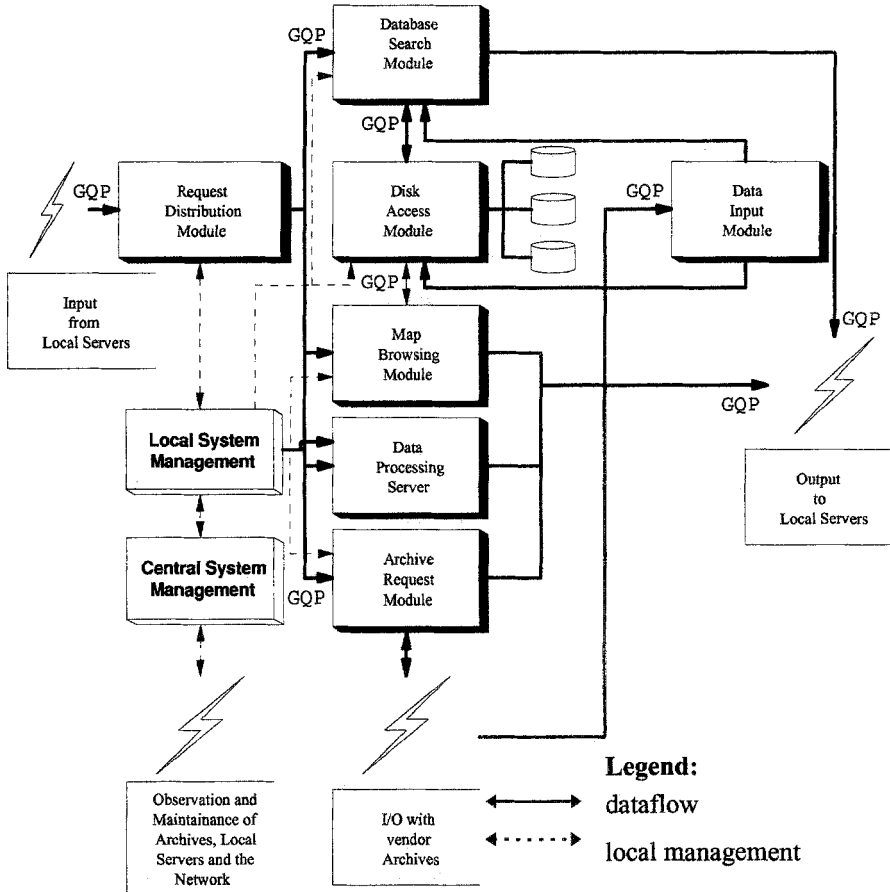 GQP
Database
Search
Module
GQP
GQP
Request
Distribution
Module
Disk
Access
Module
GQP
Data
Input
Module
Input
from
Local Servers
GQP
Map
Browsing
Module
GQP
GQP
Local System
Management
Data
Processing
Server
Output
to
Local Servers
Central System
Management
GQP
Archive
Request
Module
Observation and
Maintainance of
Archives, Local
Servers and the
Network
I/O with
vendor
Archives
Legend:
dataflow
local management